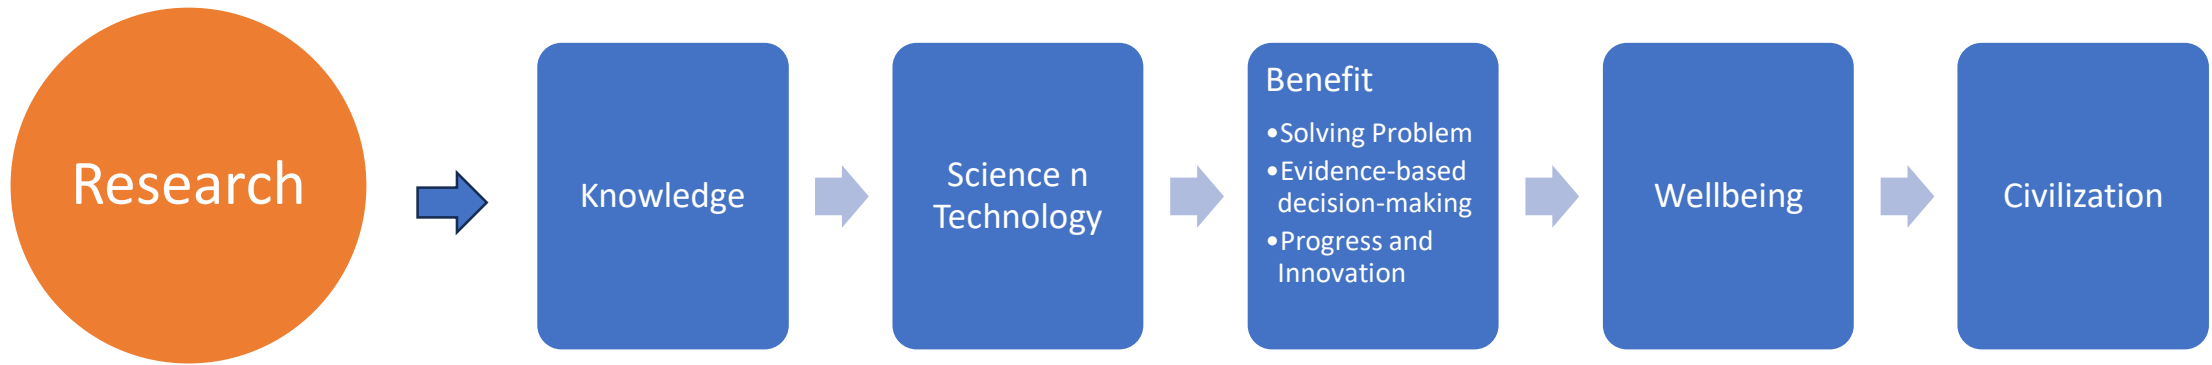 Research
Knowledge
Science n
Technology
Benefit
•Solving Problem
•Evidence-based
decision-making
•Progress and
Innovation
Wellbeing
Civilization